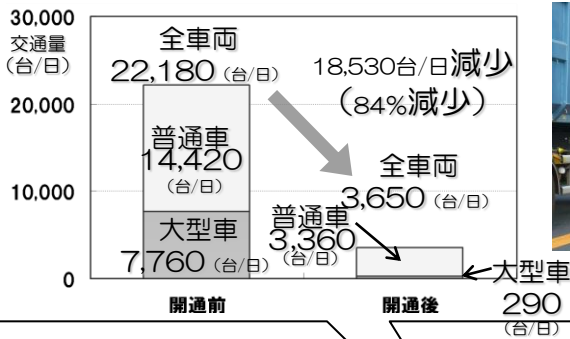 30,000
交通量
（台/日）
20,000
10,000
0
全車両
22,180（台/日）
18,530台/日減少
（84%減少）
普通車
14,420
（台/日）
大型車
7,760（台/日）
全車両
3,650（台/日）
普通車
3,360
（台/日）
大型車
290
（台/日）
開通前
開通後